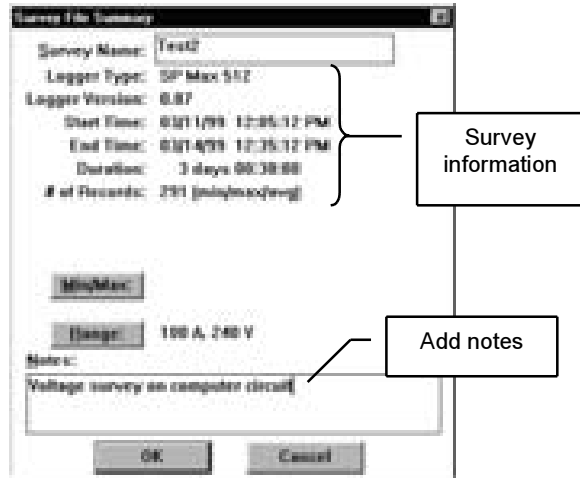 Survey File Summary
Survey Name: Test2
Logger Type: SP Max 512
Logger Version: 0.87
Start Time: 03/11/99 12:05:12 PM
End Time: 03/14/99 12:35:12 PM
Duration: 3 days 00:30:00
# of Records: 291 (min/max/avg)
Survey
information
Min/Max:
Range: 100 A, 240 V
Add notes
Notes:
Voltage survey on computer circuit
OK Cancel